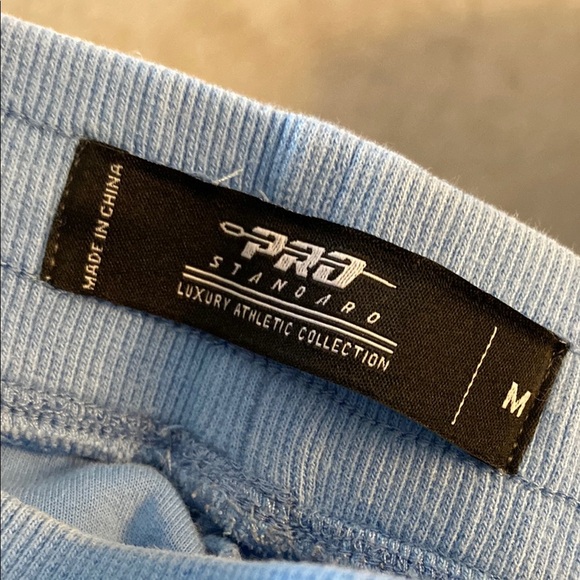 MADE IN CHINA
PRO
STANDARD
LUXURY ATHLETIC COLLECTION
M